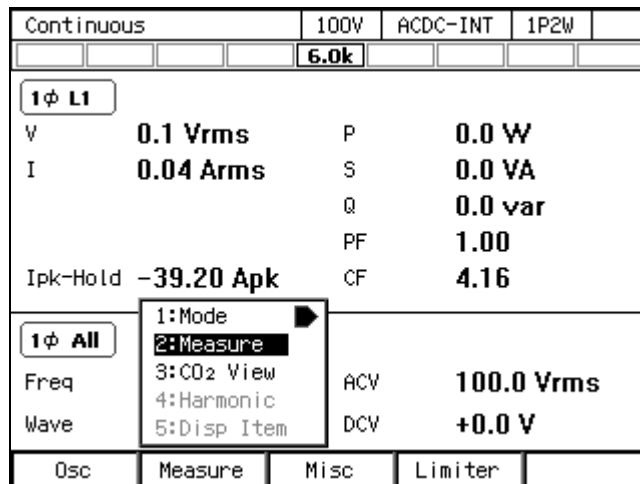 Continuous 100V ACDC-INT 1P2W
6.0k
1ϕ L1
V 0.1 Vrms P 0.0 W
I 0.04 Arms S 0.0 VA
Q 0.0 var
PF 1.00
Ipk-Hold -39.20 Apk CF 4.16
1:Mode
2:Measure
3:CO₂ View
4:Harmonic
5:Disp Item
1ϕ All
Freq ACV 100.0 Vrms
Wave DCV +0.0 V
Osc Measure Misc Limiter